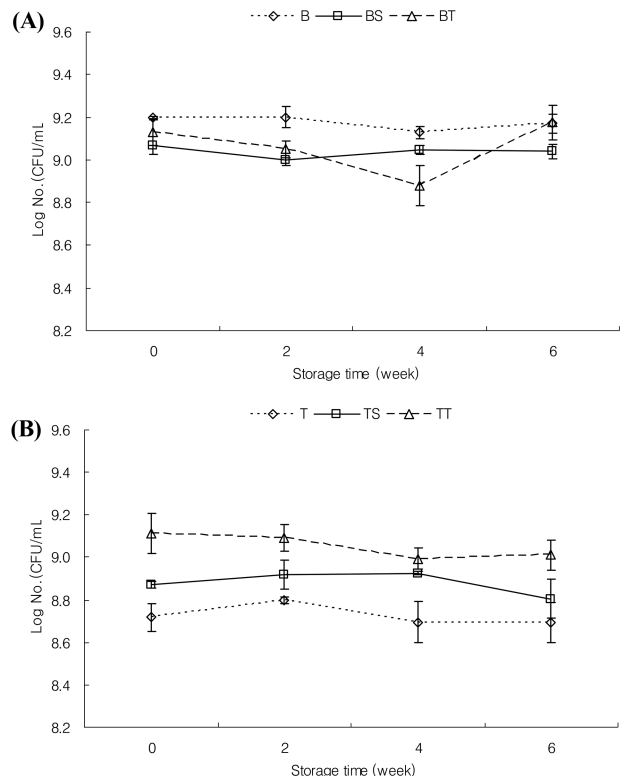 (A)
B BS BT
9.6
9.4
9.2
9.0
8.8
8.6
8.4
8.2
Log No.(CFU/mL
0 2 4 6
Storage time (week)
(B)
T TS TT
9.6
9.4
9.2
9.0
8.8
8.6
8.4
8.2
Log No.(CFU/mL
0 2 4 6
Storage time (week)